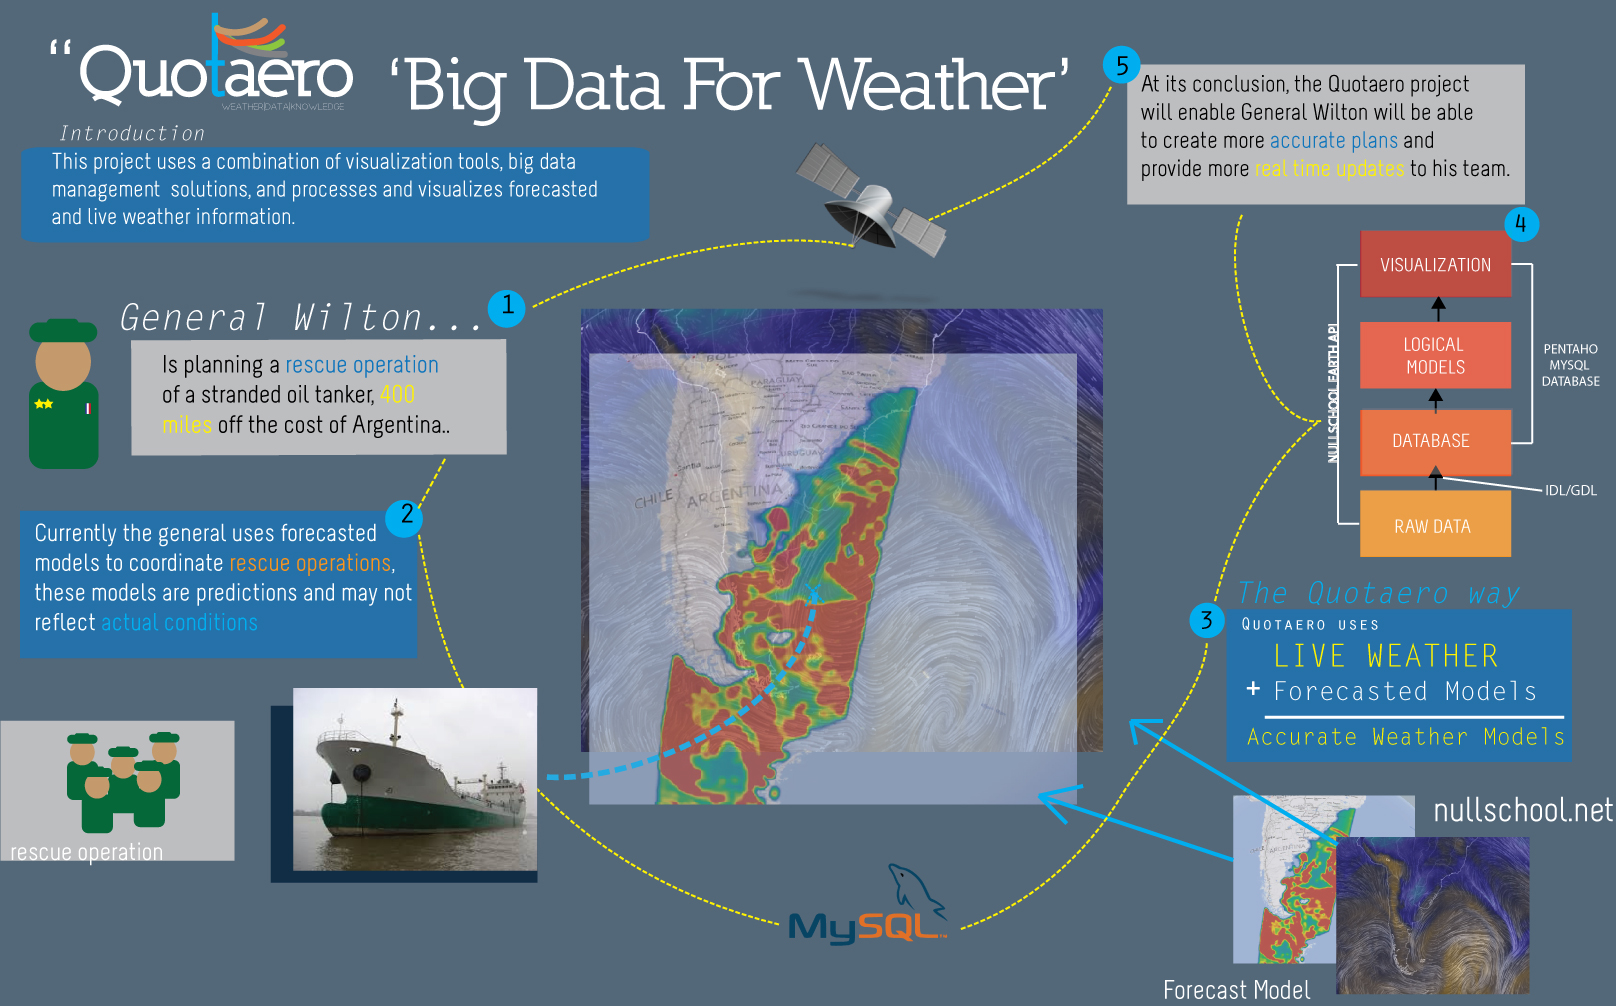 “Quotaero ‘Big Data For Weather’
WEATHER|DATA|KNOWLEDGE
Introduction
This project uses a combination of visualization tools, big data
management solutions, and processes and visualizes forecasted
and live weather information.
1
General Wilton...
Is planning a rescue operation
of a stranded oil tanker, 400
miles off the cost of Argentina..
2
Currently the general uses forecasted
models to coordinate rescue operations,
these models are predictions and may not
reflect actual conditions
rescue operation
PARAGUAY
URUGUAY
CHILE
ARGENTINA
MySQL
3
The Quotaero way
QUOTAERO USES
LIVE WEATHER
+ Forecasted Models
Accurate Weather Models
nullschool.net
Forecast Model
4
VISUALIZATION
LOGICAL
MODELS
DATABASE
RAW DATA
NULLSCHOOL EARTH API
PENTAHO
MYSQL
DATABASE
IDL/GDL
5
At its conclusion, the Quotaero project
will enable General Wilton will be able
to create more accurate plans and
provide more real time updates to his team.